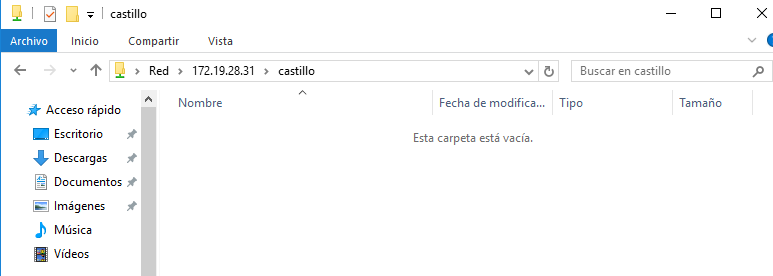 castillo
Archivo Inicio Compartir Vista
Red 172.19.28.31 castillo Buscar en castillo
Nombre Fecha de modifica... Tipo Tamaño
Esta carpeta está vacía.
Acceso rápido
Escritorio
Descargas
Documentos
Imágenes
Música
Vídeos